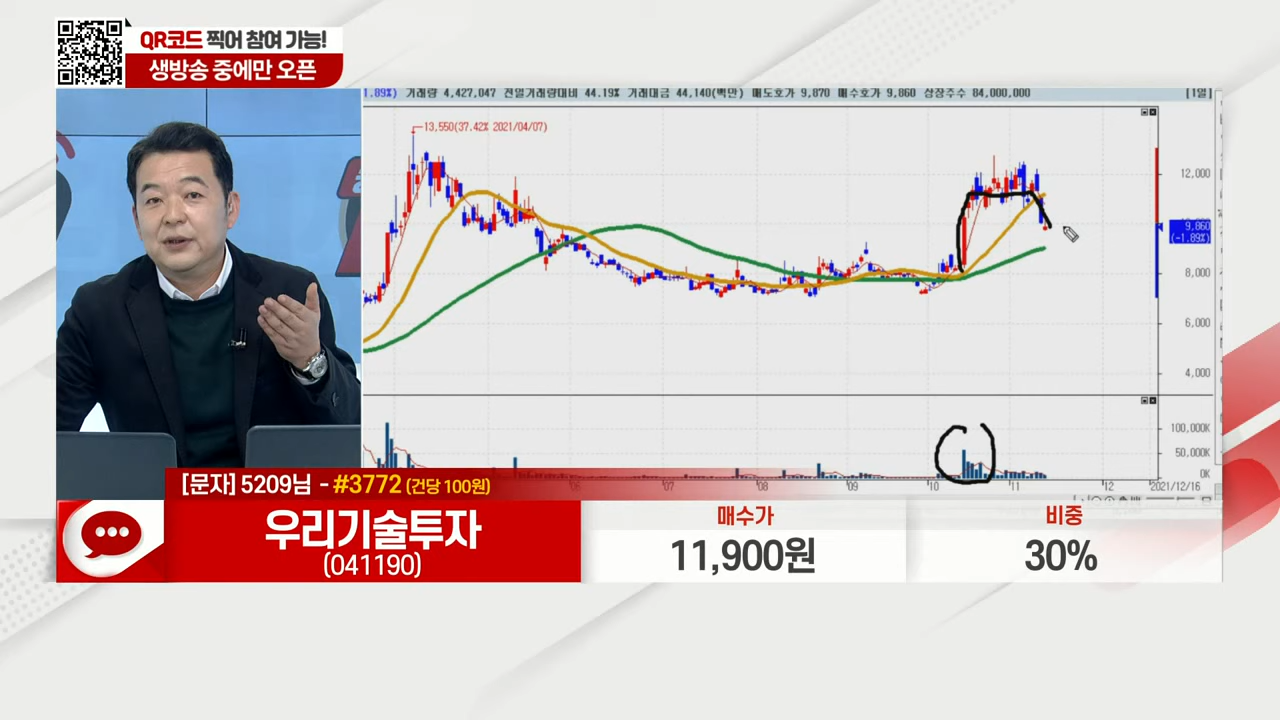 QR코드 찍어 참여 가능!
생방송 중에만 오픈
1.89%) 거래량 4,427,047 전일거래량대비 44.19% 거래대금 44,140(백만) 매도호가 9,870 매수호가 9,860 상장주수 84,000,000 [1일]
13,550(37.42% 2021/04/07)
12,000
9,860
(-1.89%)
8,000
6,000
4,000
100,000K
50,000K
0K
06 07 08 09 10 11 12 2021/12/16
[문자] 5209님 - #3772 (건당 100원)
우리기술투자
(041190)
매수가
11,900원
비중
30%